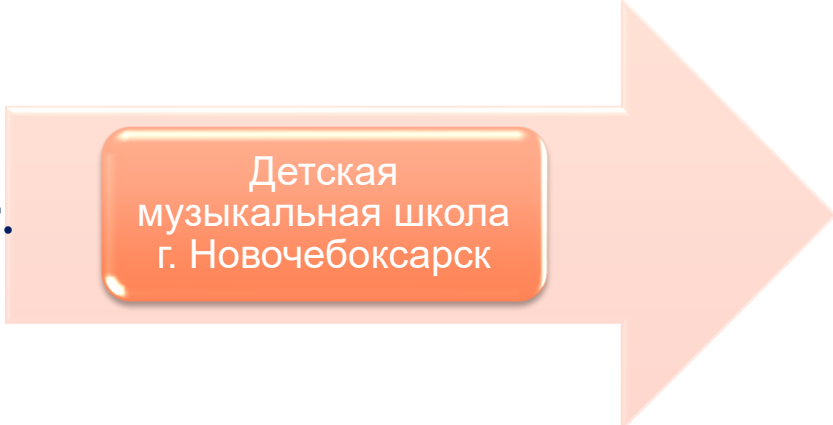 Детская
музыкальная школа
г. Новочебоксарск